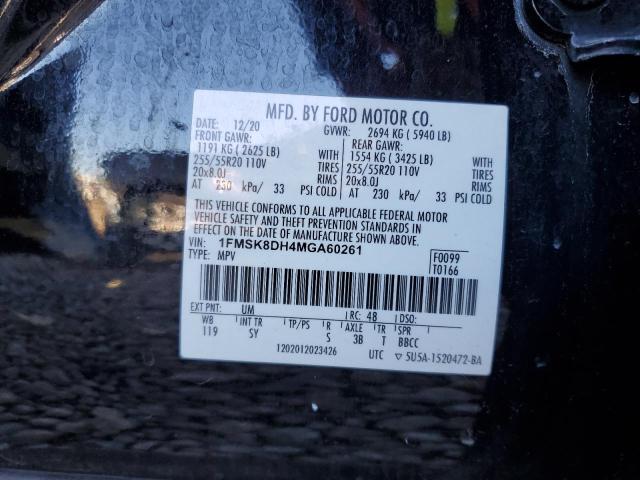 MFD. BY FORD MOTOR CO.
DATE: 12/20 GVWR: 2694 KG ( 5940 LB)
FRONT GAWR: REAR GAWR:
1191 KG ( 2625 LB) WITH 1554 KG ( 3425 LB) WITH
255/55R20 110V TIRES 255/55R20 110V TIRES
20x8.0J RIMS 20x8.0J RIMS
AT 230 kPa/ 33 PSI COLD AT 230 kPa/ 33 PSI COLD
THIS VEHICLE CONFORMS TO ALL APPLICABLE FEDERAL MOTOR
VEHICLE SAFETY AND THEFT PREVENTION STANDARDS IN
EFFECT ON THE DATE OF MANUFACTURE SHOWN ABOVE.
VIN: 1FMSK8DH4MGA60261 F0099
TYPE: MPV T0166
EXT PNT: UM RC: 48 DSO:
WB INT TR TP/PS R AXLE TR SPR
119 SY S 3B T BBCC
1202012023426 UTC ▽ 5U5A-1520472-BA